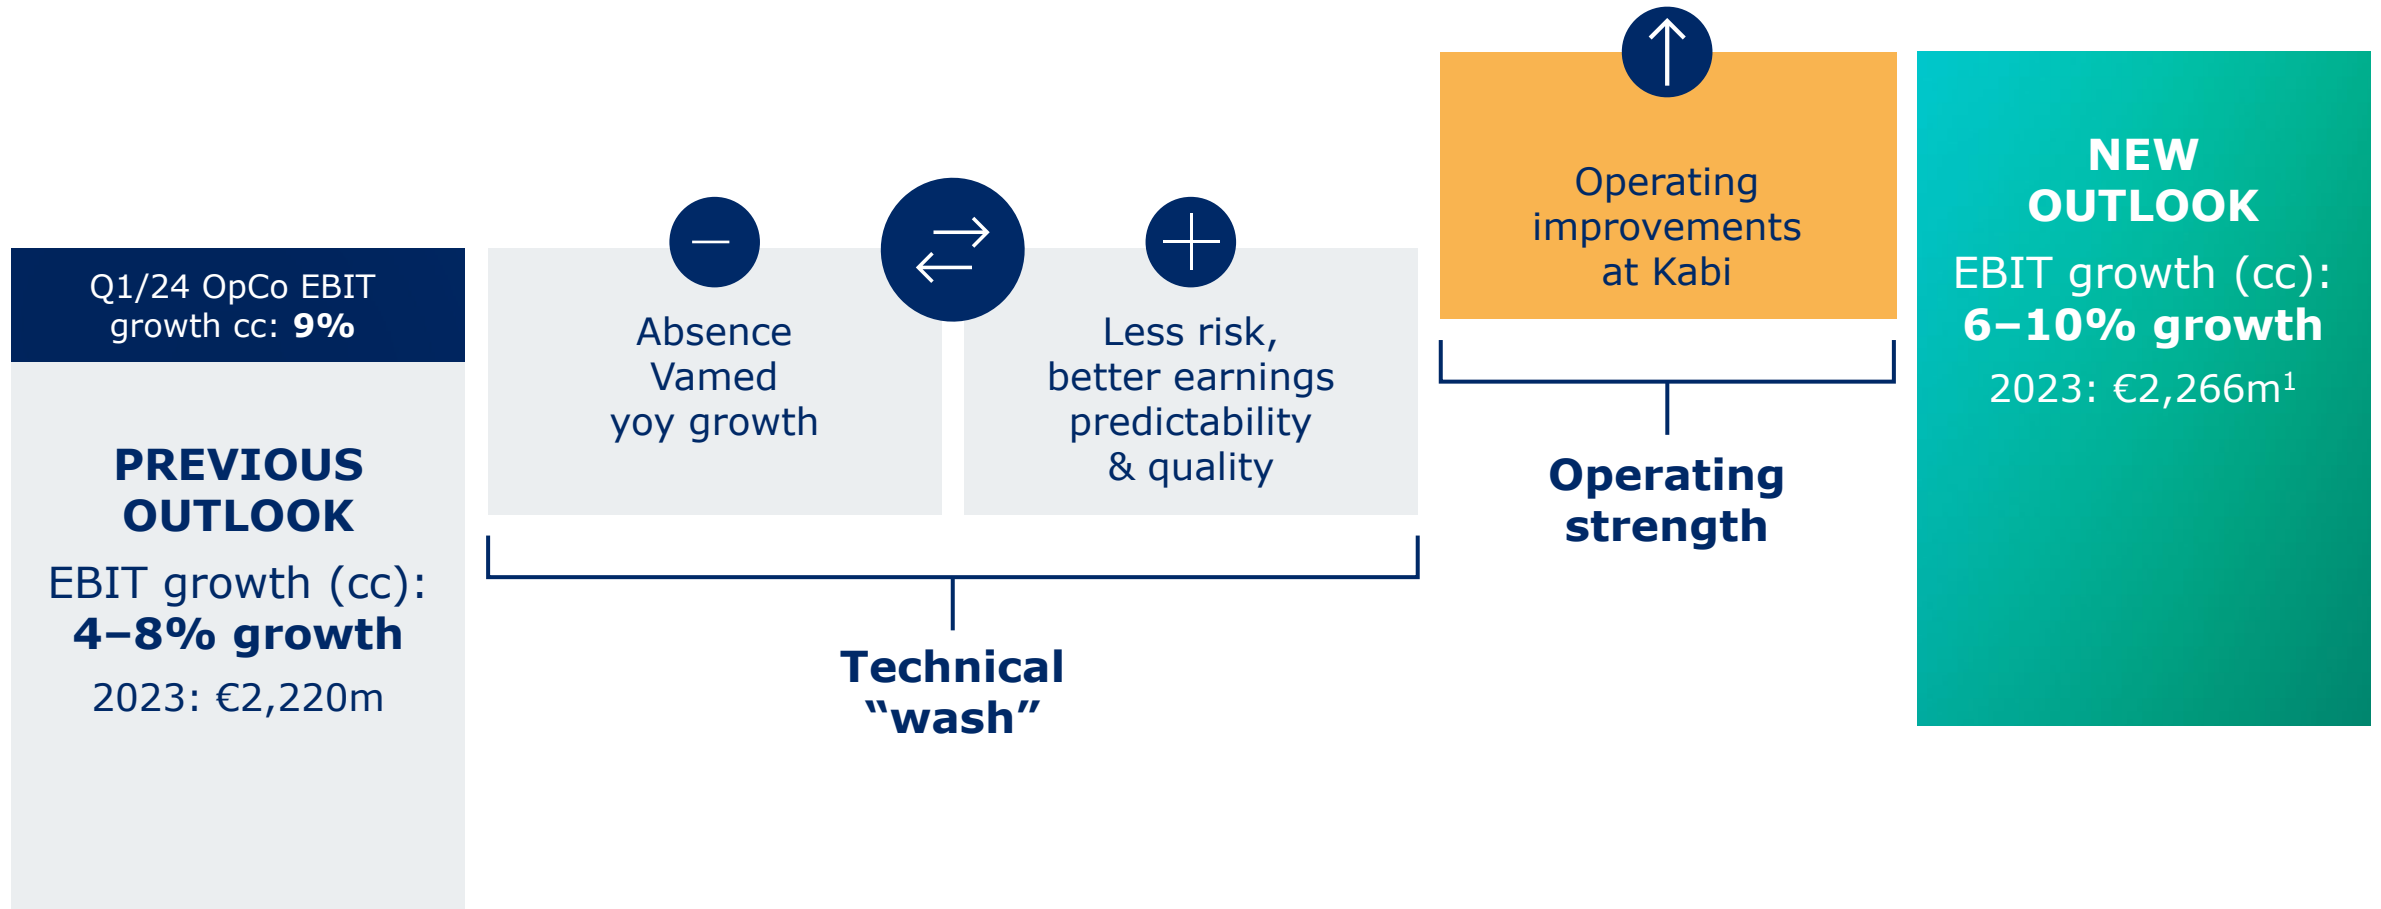 Q1/24 OpCo EBIT
growth cc: 9%
PREVIOUS
OUTLOOK
EBIT growth (cc):
4–8% growth
2023: €2,220m
Absence
Vamed
yoy growth
Less risk,
better earnings
predictability
& quality
Technical
“wash”
Operating
improvements
at Kabi
Operating
strength
NEW
OUTLOOK
EBIT growth (cc):
6–10% growth
2023: €2,266m¹